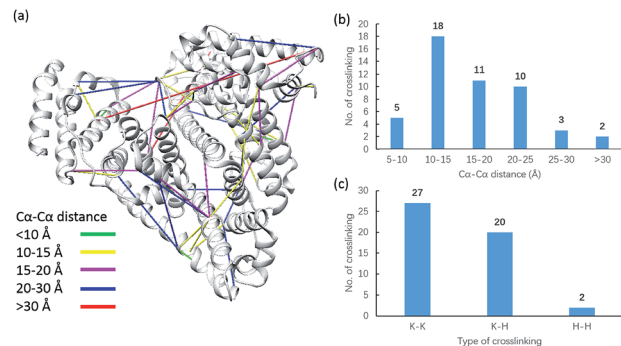 (a)
Cα-Cα distance
<10 Å
10-15 Å
15-20 Å
20-30 Å
>30 Å
(b)
No. of crosslinking
20
18
16
14
12
10
8
6
4
2
0
5
18
11
10
3
2
5-10
10-15
15-20
20-25
25-30
>30
Cα-Cα distance (Å)
(c)
No. of crosslinking
30
25
20
15
10
5
0
27
20
2
K-K
K-H
H-H
Type of crosslinking